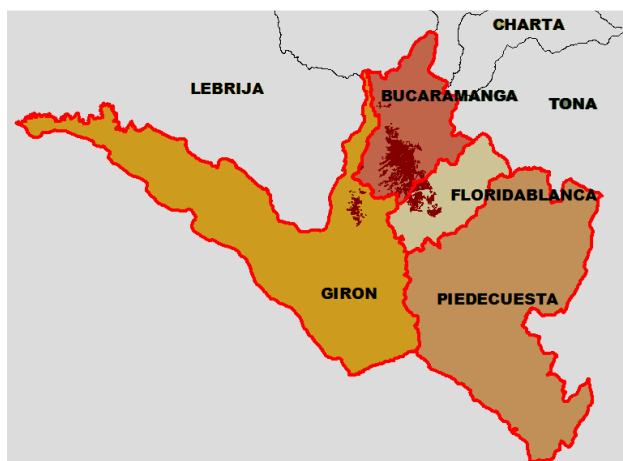 CHARTA
LEBRIJA
BUCARAMANGA
TONA
FLORIDABLANCA
GIRON
PIEDECUESTA